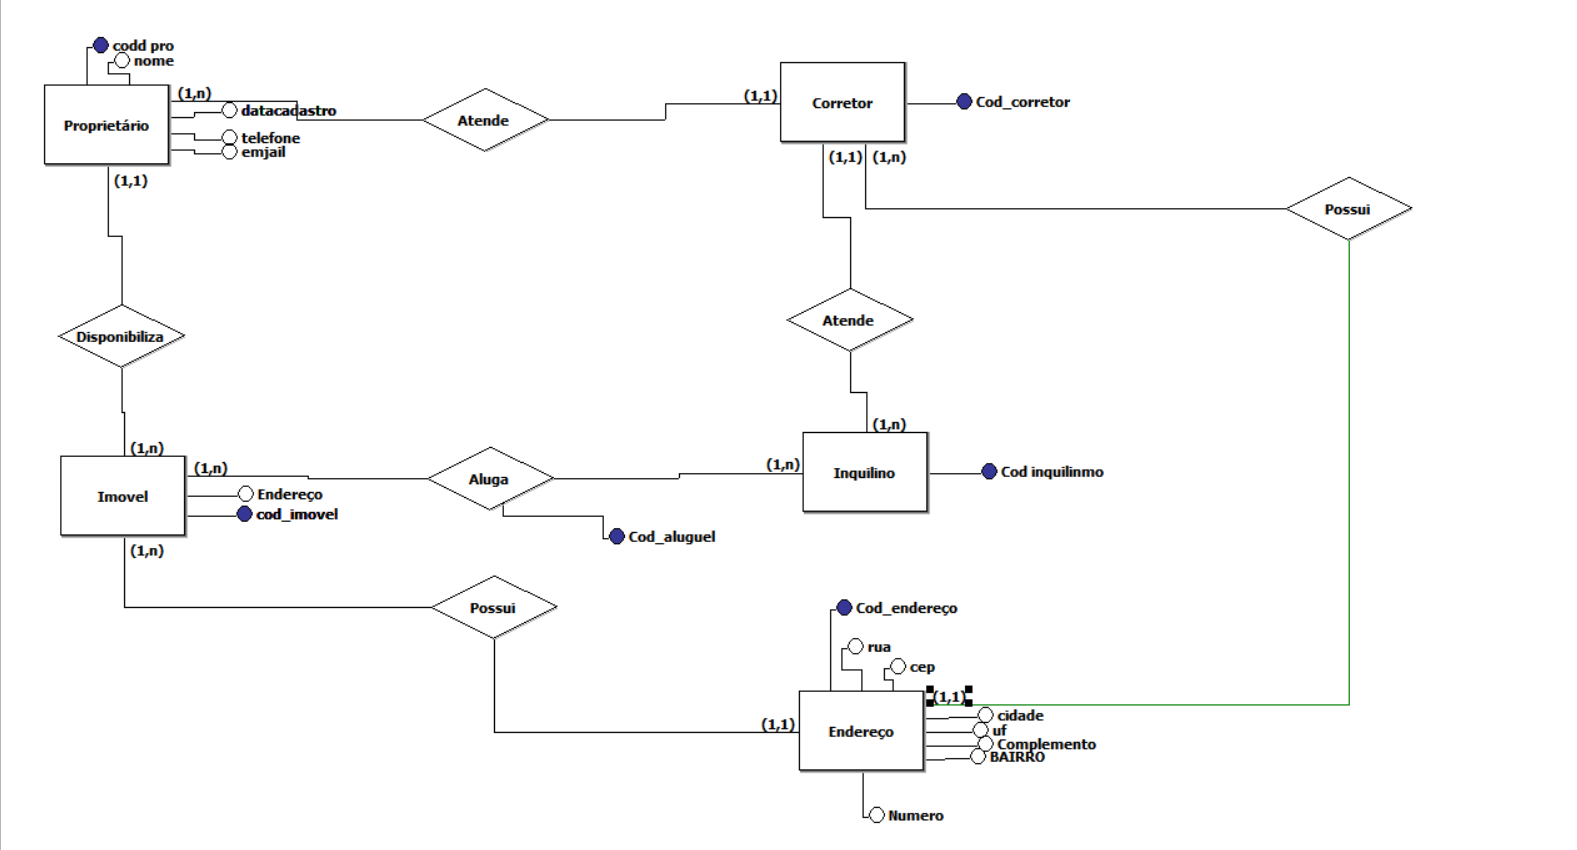 codd pro
nome
(1,n)
datacadastro
Proprietário
telefone
emjail
(1,1)
Atende
(1,1)
Corretor
Cod_corretor
(1,1)
(1,n)
Possui
Disponibiliza
Atende
(1,n)
(1,n)
(1,n)
Imovel
Endereço
cod_imovel
(1,n)
Aluga
Cod_aluguel
(1,n)
Inquilino
Cod inquilinmo
Possui
Cod_endereço
rua
cep
(1,1)
(1,1)
Endereço
cidade
uf
Complemento
BAIRRO
Numero